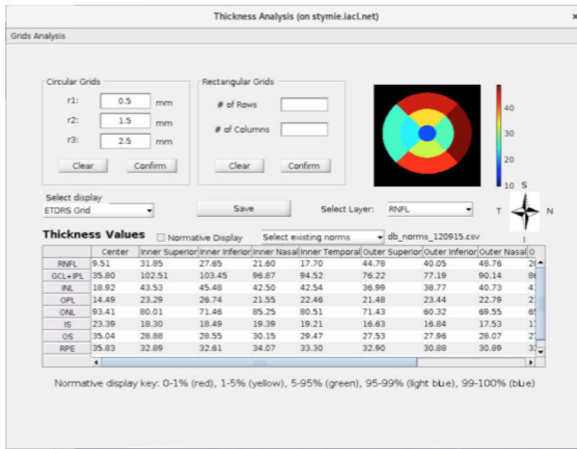 Thickness Analysis (on stymie.iacl.net)
Grids Analysis
Circular Grids
r1: 0.5 mm
r2: 1.5 mm
r3: 2.5 mm
Clear Confirm
Rectangular Grids
# of Rows
# of Columns
Clear Confirm
40
30
20
10
S
T N
I
Select display
ETDRS Grid
Save
Select Layer: RNFL
Thickness Values Normative Display Select existing norms db_norms_120915.csv
Center Inner Superior Inner Inferior Inner Nasal Inner Temporal Outer Superior Outer Inferior Outer Nasal O
RNFL 9.51 31.85 27.65 21.60 17.70 44.78 40.05 48.76
GCL+IPL 35.80 102.51 103.45 96.87 94.52 76.22 77.19 90.14
INL 18.92 43.53 45.48 42.50 42.54 36.99 38.77 40.73
OPL 14.49 23.29 26.74 21.55 22.46 21.48 23.44 22.79
ONL 93.41 80.01 71.46 85.25 80.51 71.43 60.32 69.55
IS 23.39 18.30 18.49 19.39 19.21 16.63 16.84 17.53
OS 35.04 28.88 28.55 30.15 29.47 27.53 27.96 28.07
RPE 35.83 32.89 32.61 34.07 33.30 32.90 30.88 30.89
Normative display key: 0-1% (red), 1-5% (yellow), 5-95% (green), 95-99% (light blue), 99-100% (blue)